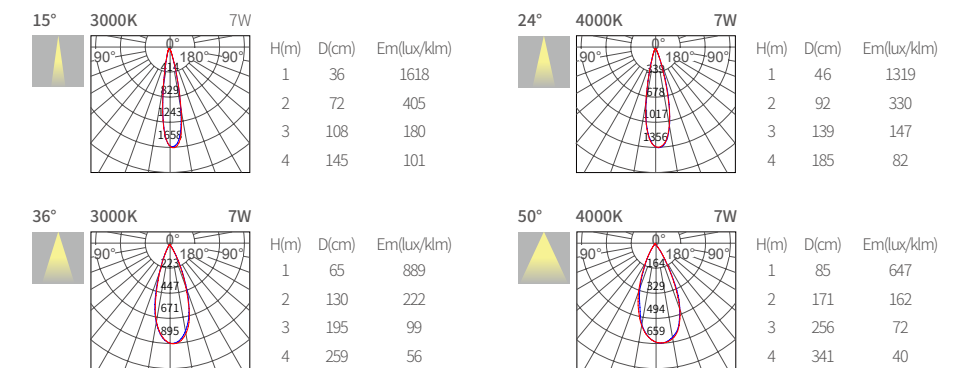 15° 3000K 7W
0°
90° 180° 90°
414
829
1243
1658
H(m) D(cm) Em(lux/klm)
1 36 1618
2 72 405
3 108 180
4 145 101
24° 4000K 7W
0°
90° 180° 90°
339
678
1017
1356
H(m) D(cm) Em(lux/klm)
1 46 1319
2 92 330
3 139 147
4 185 82
36° 3000K 7W
0°
90° 180° 90°
223
447
671
895
H(m) D(cm) Em(lux/klm)
1 65 889
2 130 222
3 195 99
4 259 56
50° 4000K 7W
0°
90° 180° 90°
164
329
494
659
H(m) D(cm) Em(lux/klm)
1 85 647
2 171 162
3 256 72
4 341 40